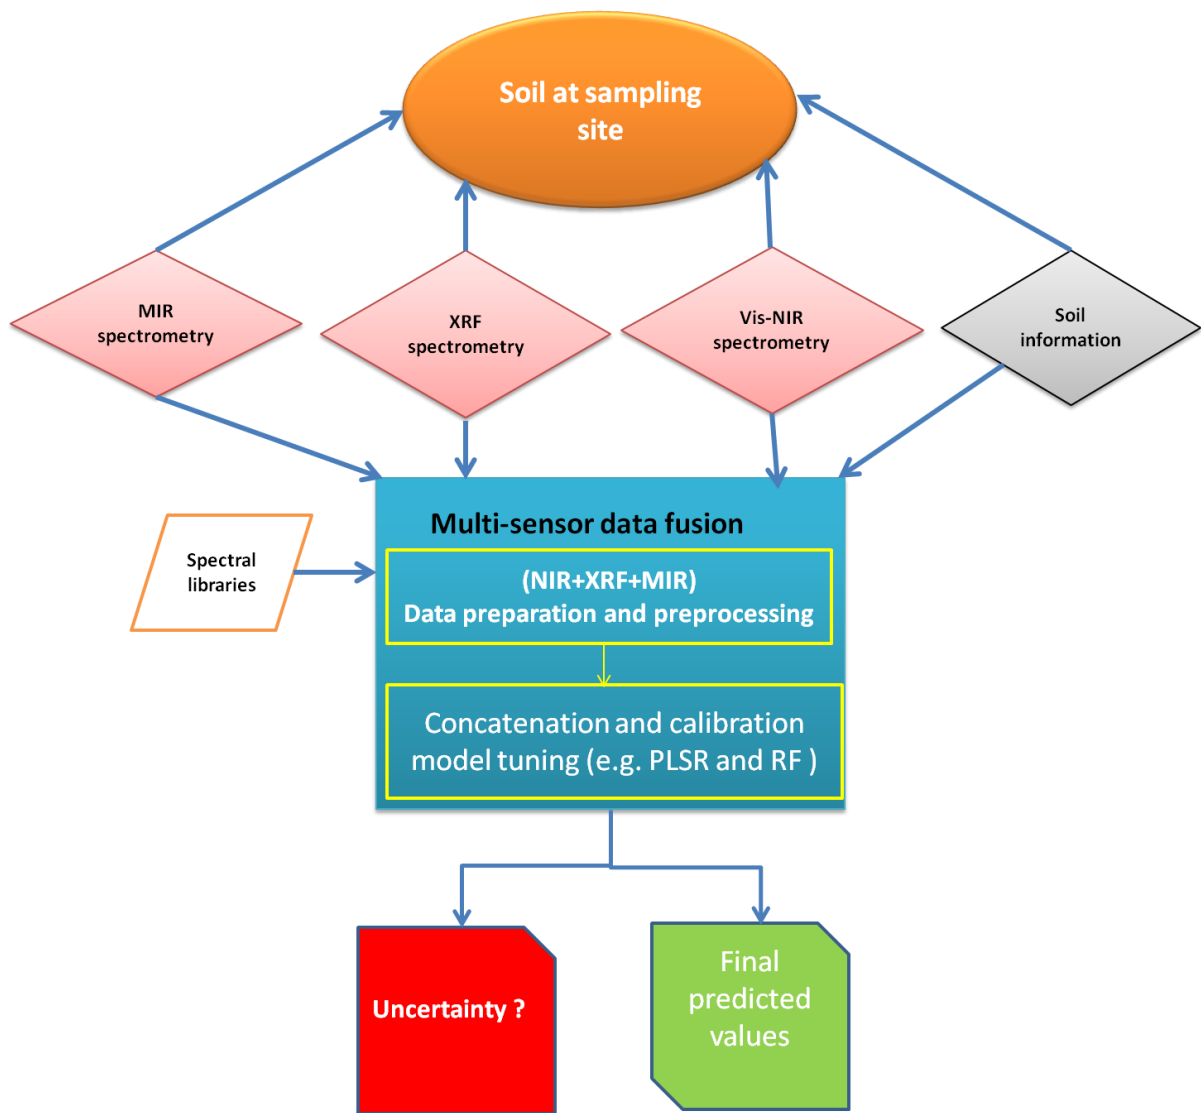 Soil at sampling
site
MIR
spectrometry
XRF
spectrometry
Vis-NIR
spectrometry
Soil
information
Multi-sensor data fusion
Spectral
libraries
(NIR+XRF+MIR)
Data preparation and preprocessing
Concatenation and calibration
model tuning (e.g. PLSR and RF )
Uncertainty ?
Final
predicted
values